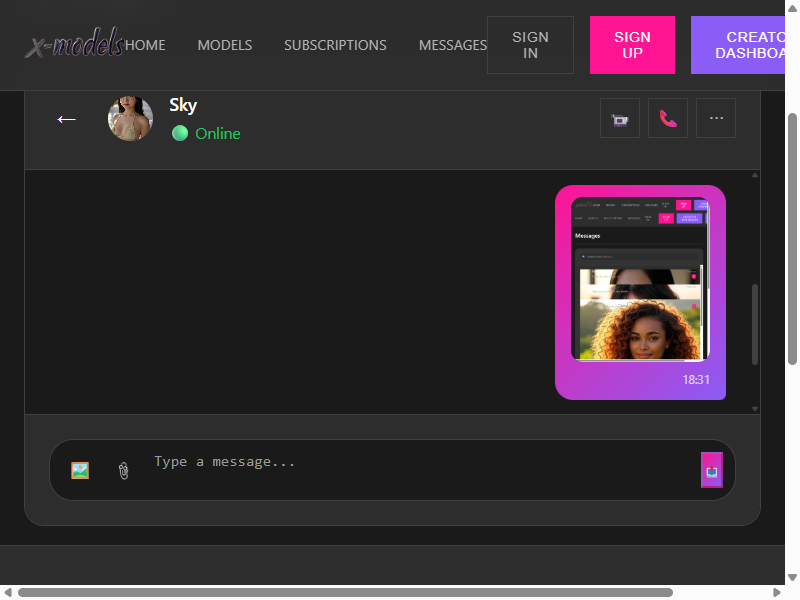 x-models
HOME
MODELS
SUBSCRIPTIONS
MESSAGES
SIGN
IN
SIGN
UP
CREATO
DASHBOA
←
Sky
Online
Messages
18:31
Type a message...